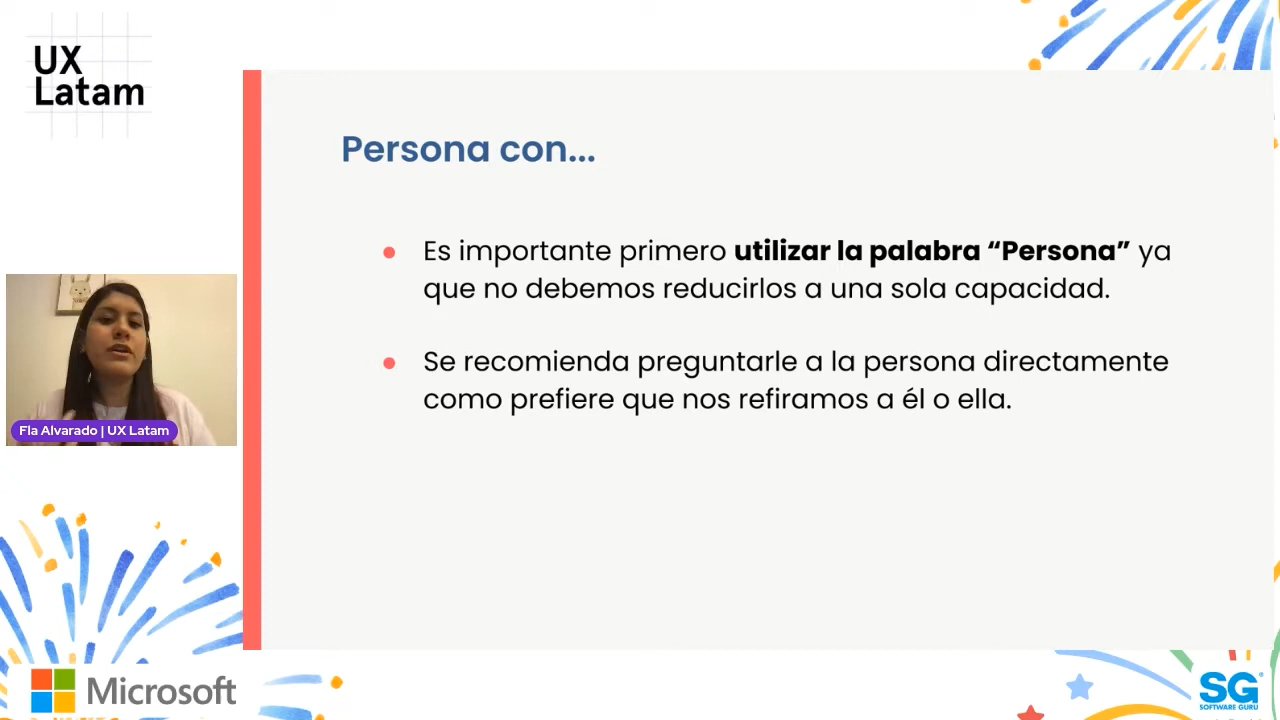 UX
Latam
Persona con...
Es importante primero utilizar la palabra “Persona” ya
que no debemos reducirlos a una sola capacidad.
Se recomienda preguntarle a la persona directamente
como prefiere que nos refiramos a él o ella.
Fla Alvarado | UX Latam
Microsoft
SG
SOFTWARE GURU